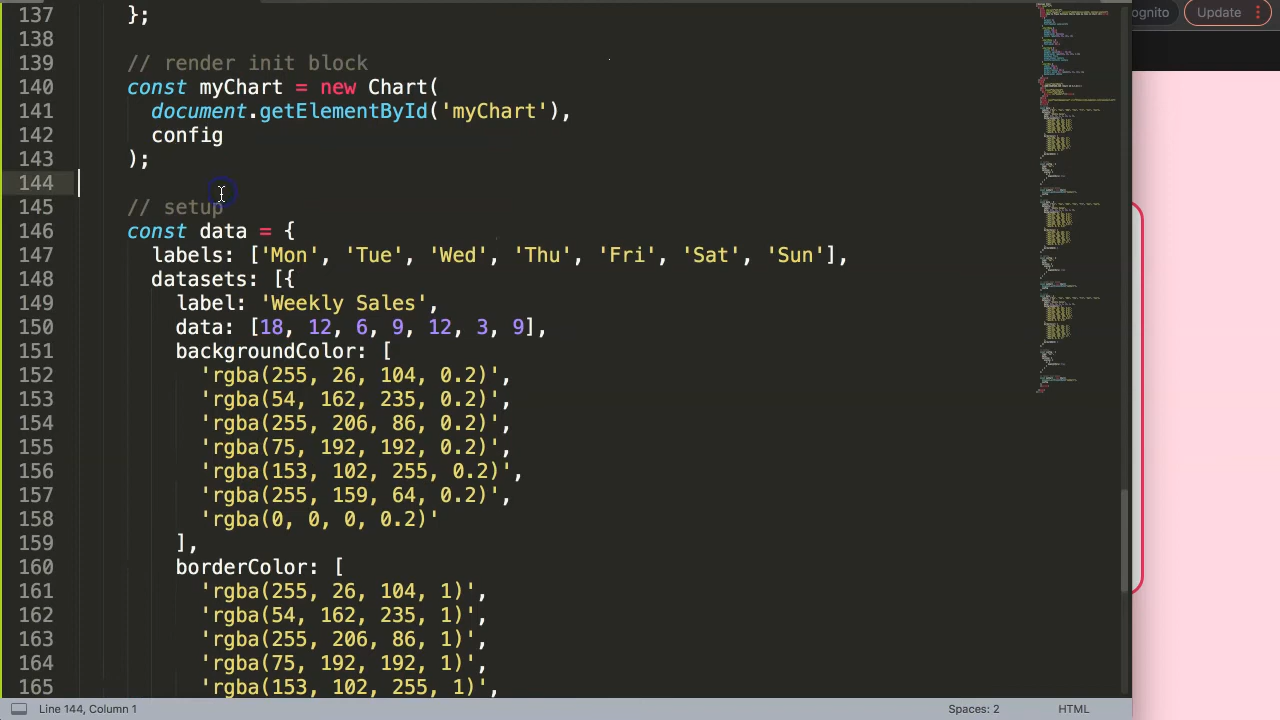 137 };
138
139 // render init block
140 const myChart = new Chart(
141 document.getElementById('myChart'),
142 config
143 );
144
145 // setup
146 const data = {
147 labels: ['Mon', 'Tue', 'Wed', 'Thu', 'Fri', 'Sat', 'Sun'],
148 datasets: [{
149 label: 'Weekly Sales',
150 data: [18, 12, 6, 9, 12, 3, 9],
151 backgroundColor: [
152 'rgba(255, 26, 104, 0.2)',
153 'rgba(54, 162, 235, 0.2)',
154 'rgba(255, 206, 86, 0.2)',
155 'rgba(75, 192, 192, 0.2)',
156 'rgba(153, 102, 255, 0.2)',
157 'rgba(255, 159, 64, 0.2)',
158 'rgba(0, 0, 0, 0.2)'
159 ],
160 borderColor: [
161 'rgba(255, 26, 104, 1)',
162 'rgba(54, 162, 235, 1)',
163 'rgba(255, 206, 86, 1)',
164 'rgba(75, 192, 192, 1)',
165 'rgba(153, 102, 255, 1)',
Line 144, Column 1 Spaces: 2 HTML
ognito Update